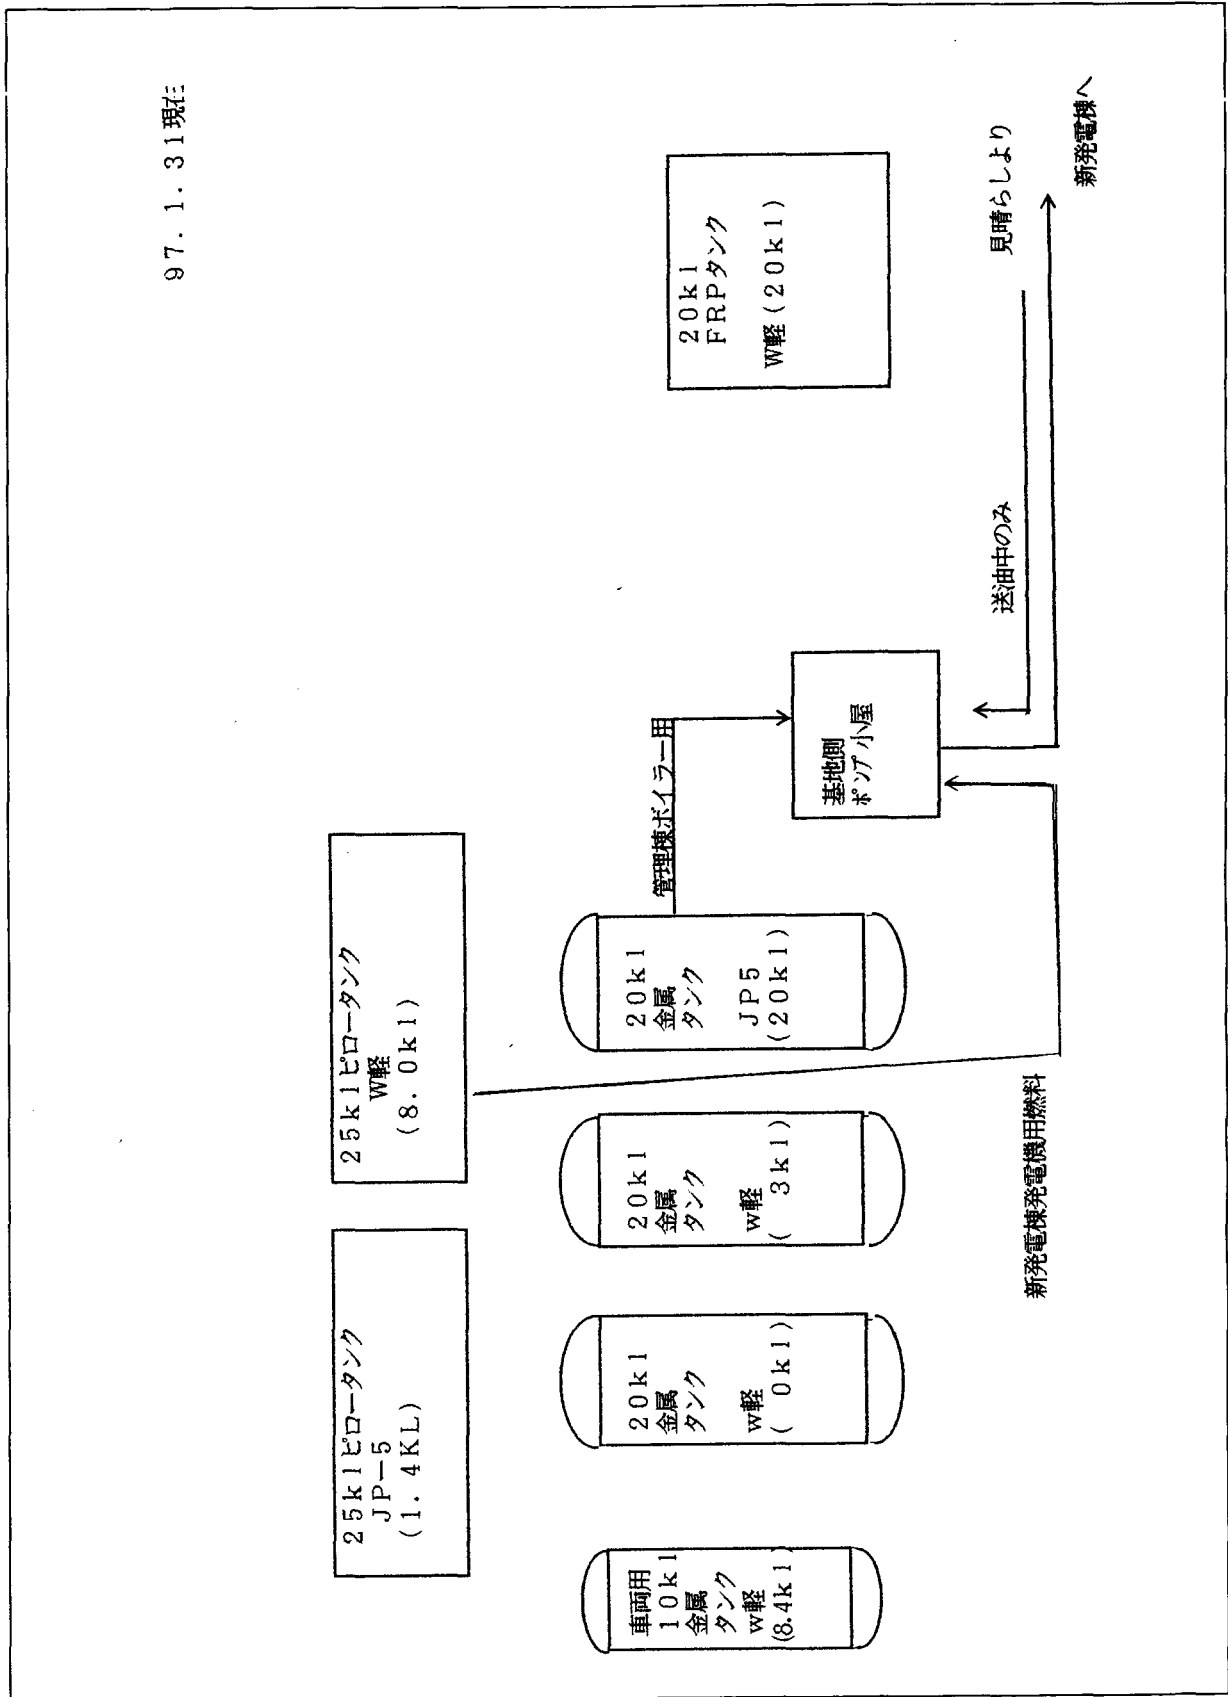 97.1.31現在
25klピロータンク
JP-5
(1.4KL)
25klピロータンク
W軽
(8.0kl)
車両用
10kl
金属
タンク
w軽
(8.4kl)
20kl
金属
タンク
w軽
( 0kl)
20kl
金属
タンク
w軽
( 3kl)
20kl
金属
タンク
JP5
(20kl)
管理棟ボイラー用
20kl
FRPタンク
W軽(20kl)
基地側
ポンプ小屋
送油中のみ
見晴らしより
新発電棟発電機用燃料
新発電棟へ